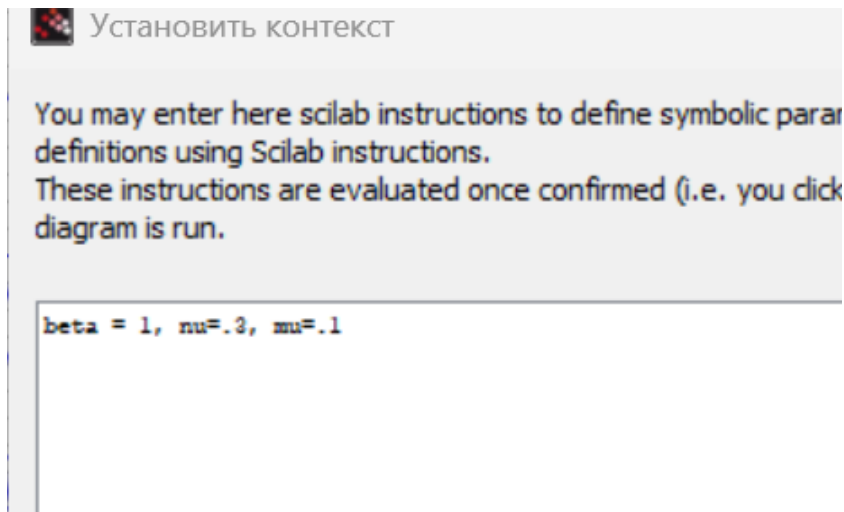 Установить контекст
You may enter here scilab instructions to define symbolic
definitions using Scilab instructions.
These instructions are evaluated once confirmed (i.e. you click
diagram is run.
beta = 1, nu=.3, mu=.1